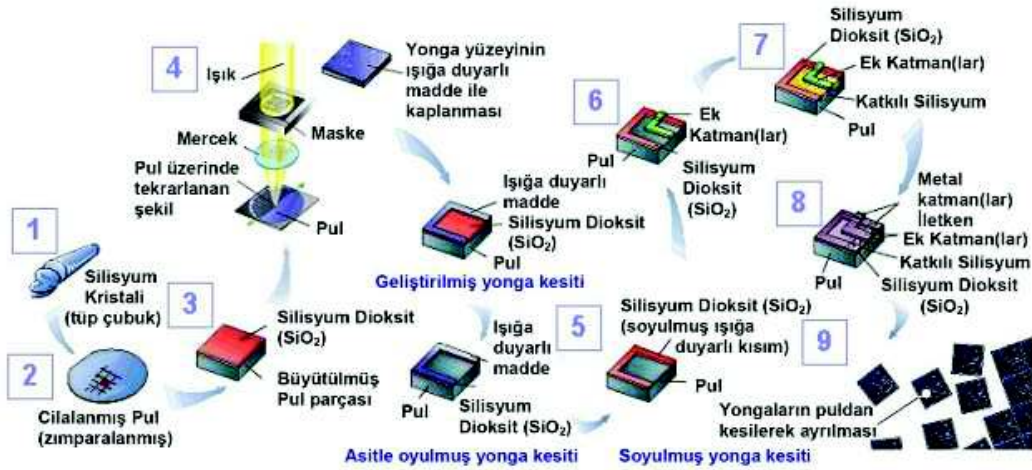 1
Silisyum
Kristali
(tüp çubuk)
2
Cilalanmış Pul
(zımparalanmış)
3
Silisyum Dioksit
(SiO₂)
Büyütülmüş
Pul parçası
4
Işık
Maske
Mercek
Pul üzerinde
tekrarlanan
şekil
Pul
Yonga yüzeyinin
ışığa duyarlı
madde ile
kaplanması
Işığa duyarlı
madde
Silisyum Dioksit
(SiO₂)
Pul
Geliştirilmiş yonga kesiti
5
Işığa
duyarlı
madde
Pul
Silisyum
Dioksit (SiO₂)
Asitle oyulmuş yonga kesiti
Silisyum Dioksit (SiO₂)
(soyulmuş ışığa
duyarlı kısım)
Pul
Soyulmuş yonga kesiti
6
Ek
Katman(lar)
Pul
Silisyum
Dioksit
(SiO₂)
7
Silisyum
Dioksit (SiO₂)
Ek Katman(lar)
Katkılı Silisyum
Pul
8
Metal
katman(lar)
İletken
Ek Katman(lar)
Katkılı Silisyum
Pul
Silisyum Dioksit
(SiO₂)
9
Yongaların puldan
kesilerek ayrılması